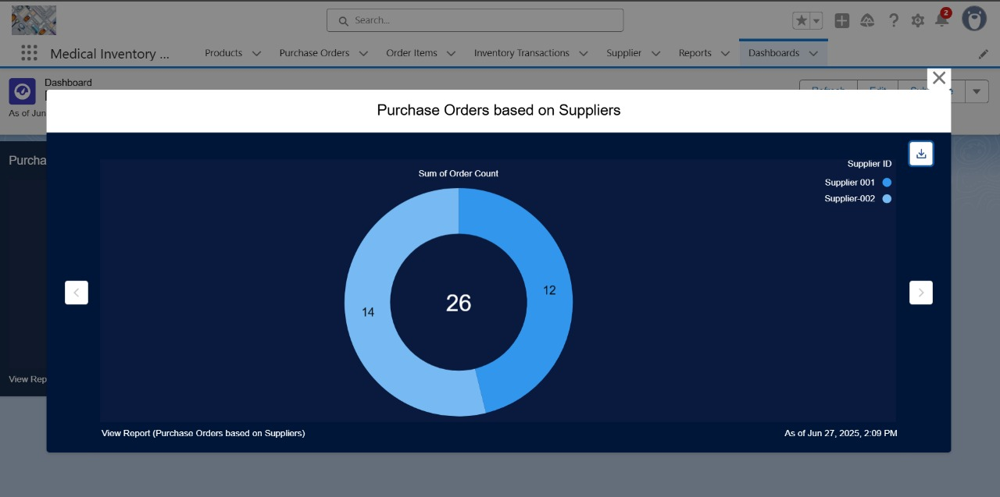 Search...
2
Medical Inventory ...
Products
Purchase Orders
Order Items
Inventory Transactions
Supplier
Reports
Dashboards
Dashboard
As of Jun
Refresh
Edit
Purchase Orders based on Suppliers
Purcha
Sum of Order Count
Supplier ID
Supplier 001
Supplier-002
12
26
14
View Rep
View Report (Purchase Orders based on Suppliers)
As of Jun 27, 2025, 2:09 PM